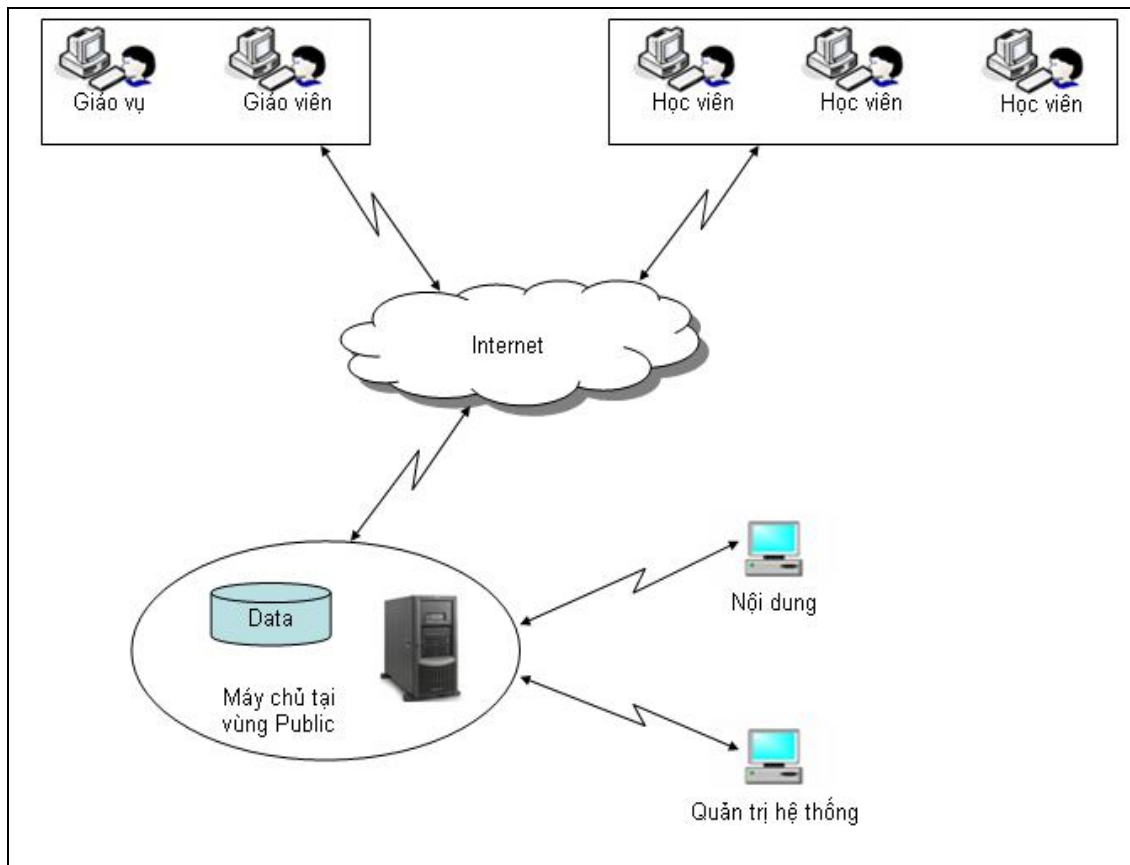 Giáo vụ
Giáo viên
Học viên
Học viên
Học viên
Internet
Data
Máy chủ tại
vùng Public
Nội dung
Quản trị hệ thống